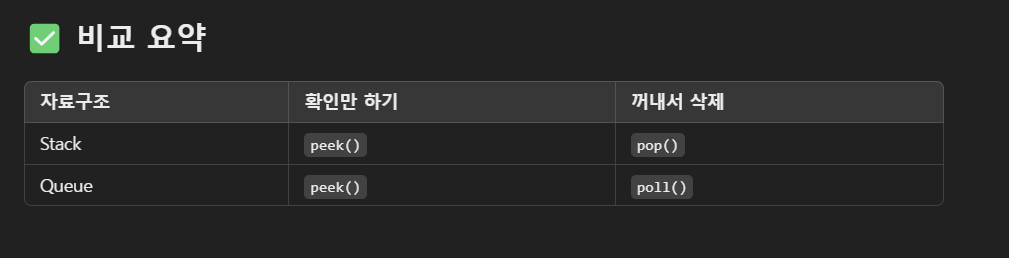 ✅ 비교 요약
자료구조 확인만 하기 꺼내서 삭제
Stack peek() pop()
Queue peek() poll()